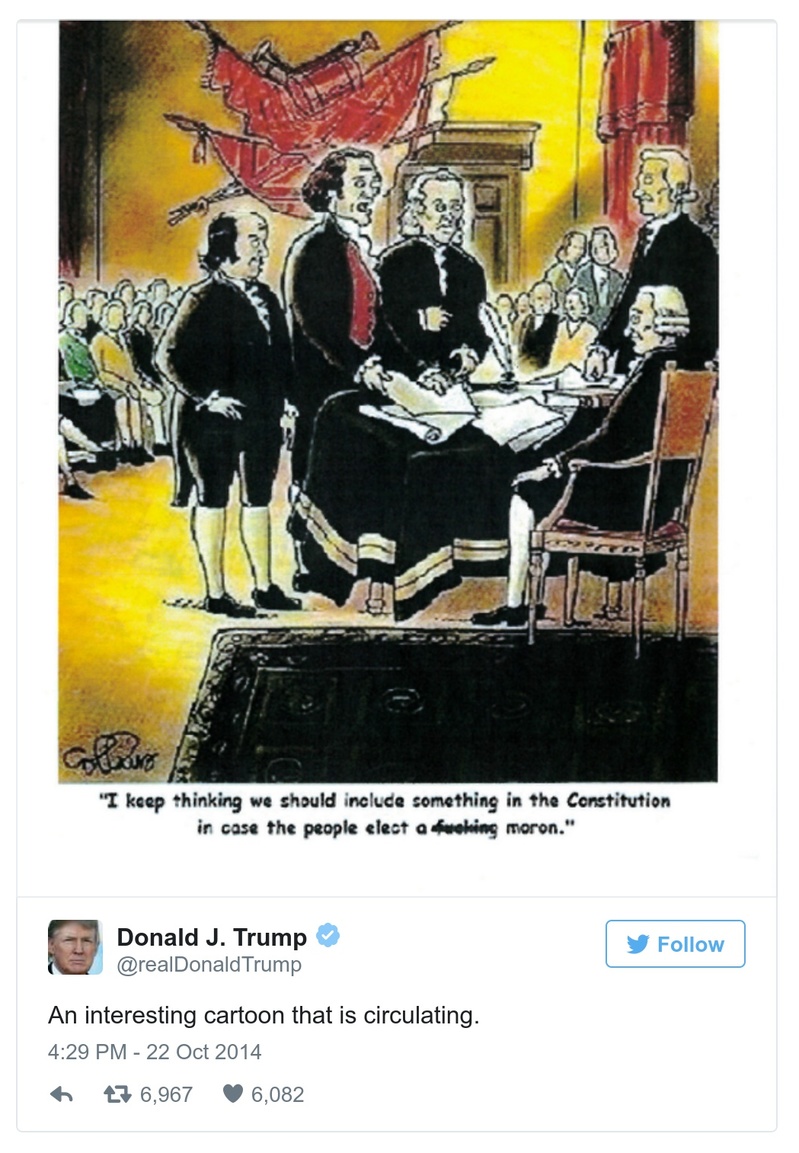 Collins
"I keep thinking we should include something in the Constitution
in case the people elect a fucking moron."
Donald J. Trump
@realDonaldTrump
Follow
An interesting cartoon that is circulating.
4:29 PM - 22 Oct 2014
6,967 6,082